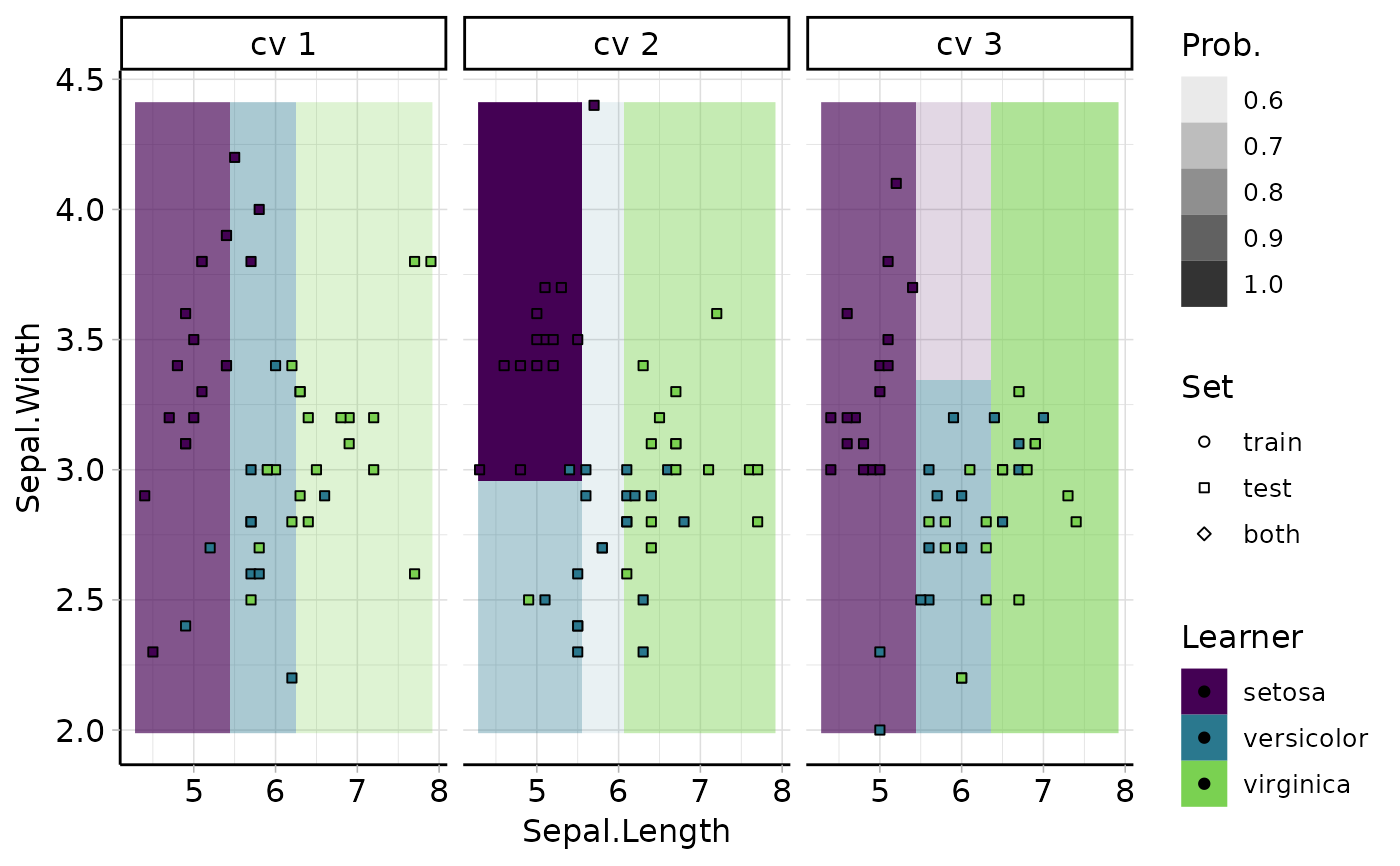 cv 1
cv 2
cv 3
Sepal.Width
4.5
4.0
3.5
3.0
2.5
2.0
5 6 7 8
5 6 7 8
5 6 7 8
Sepal.Length
Prob.
0.6
0.7
0.8
0.9
1.0
Set
train
test
both
Learner
setosa
versicolor
virginica